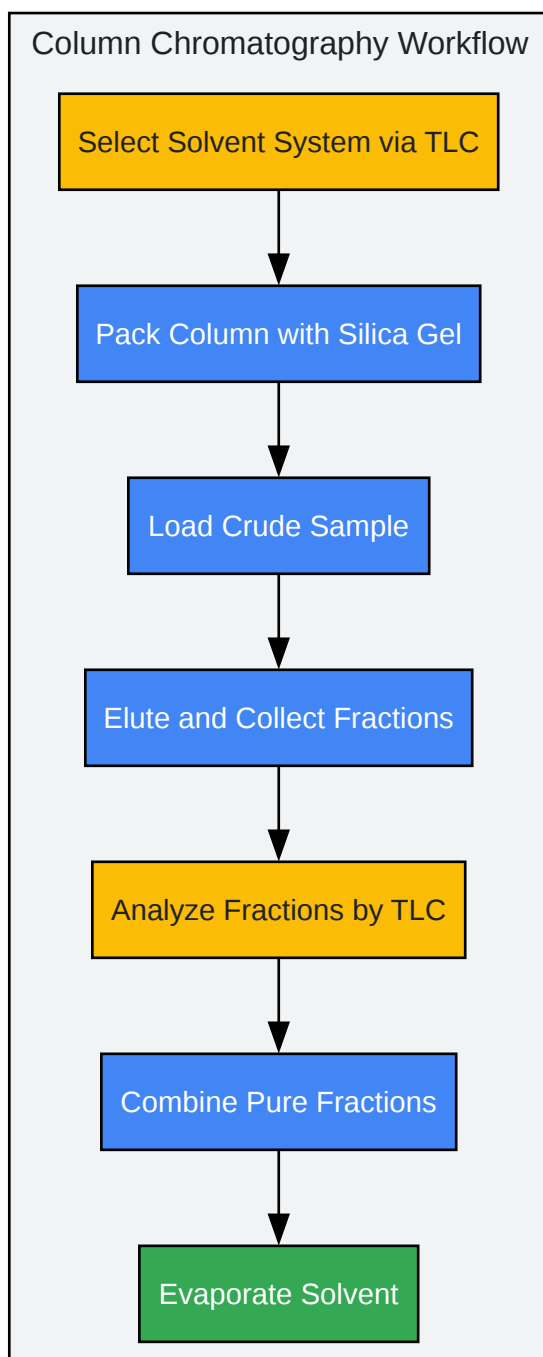 Column Chromatography Workflow
Select Solvent System via TLC
Pack Column with Silica Gel
Load Crude Sample
Elute and Collect Fractions
Analyze Fractions by TLC
Combine Pure Fractions
Evaporate Solvent